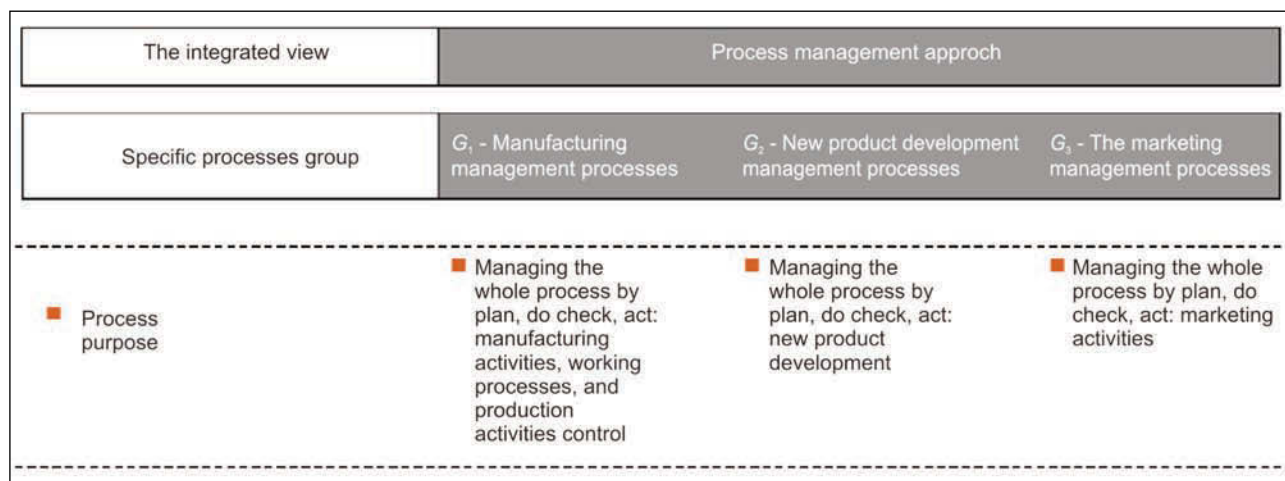 The integrated view
Process management approch
Specific processes group
G₁ - Manufacturing
management processes
G₂ - New product development
management processes
G₃ - The marketing
management processes
Process
purpose
Managing the
whole process by
plan, do check, act:
manufacturing
activities, working
processes, and
production
activities control
Managing the
whole process by
plan, do check, act:
new product
development
Managing the whole
process by plan, do
check, act: marketing
activities